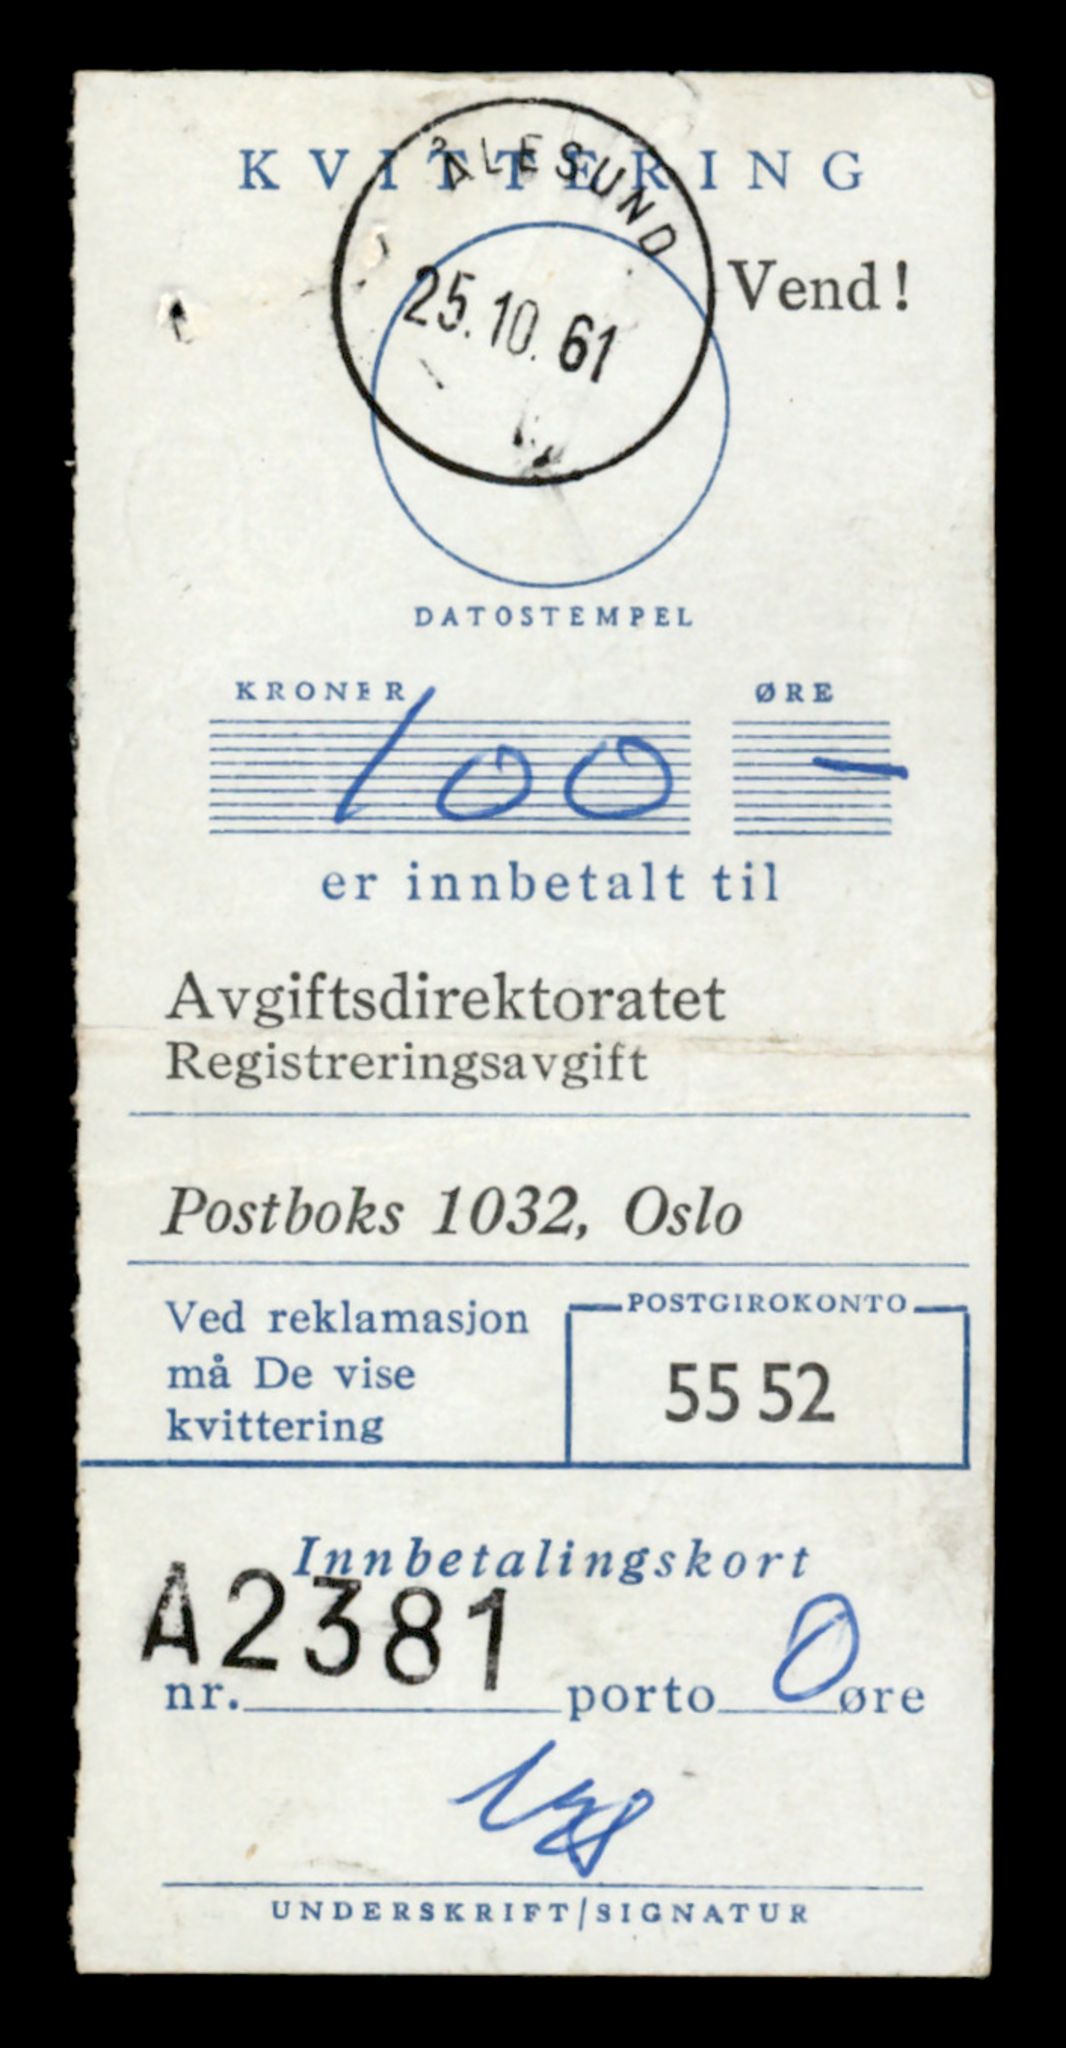 KVITTERING
ÅLESUND
25.10.61
Vend!
DATOSTEMPEL
KRONER ØRE
100 –
er innbetalt til
Avgiftsdirektoratet
Registreringsavgift
Postboks 1032, Oslo
Ved reklamasjon
må De vise
kvittering
POSTGIROKONTO
55 52
Innbetalingskort
A2381
nr. porto 0 øre
UNDERSKRIFT/SIGNATUR